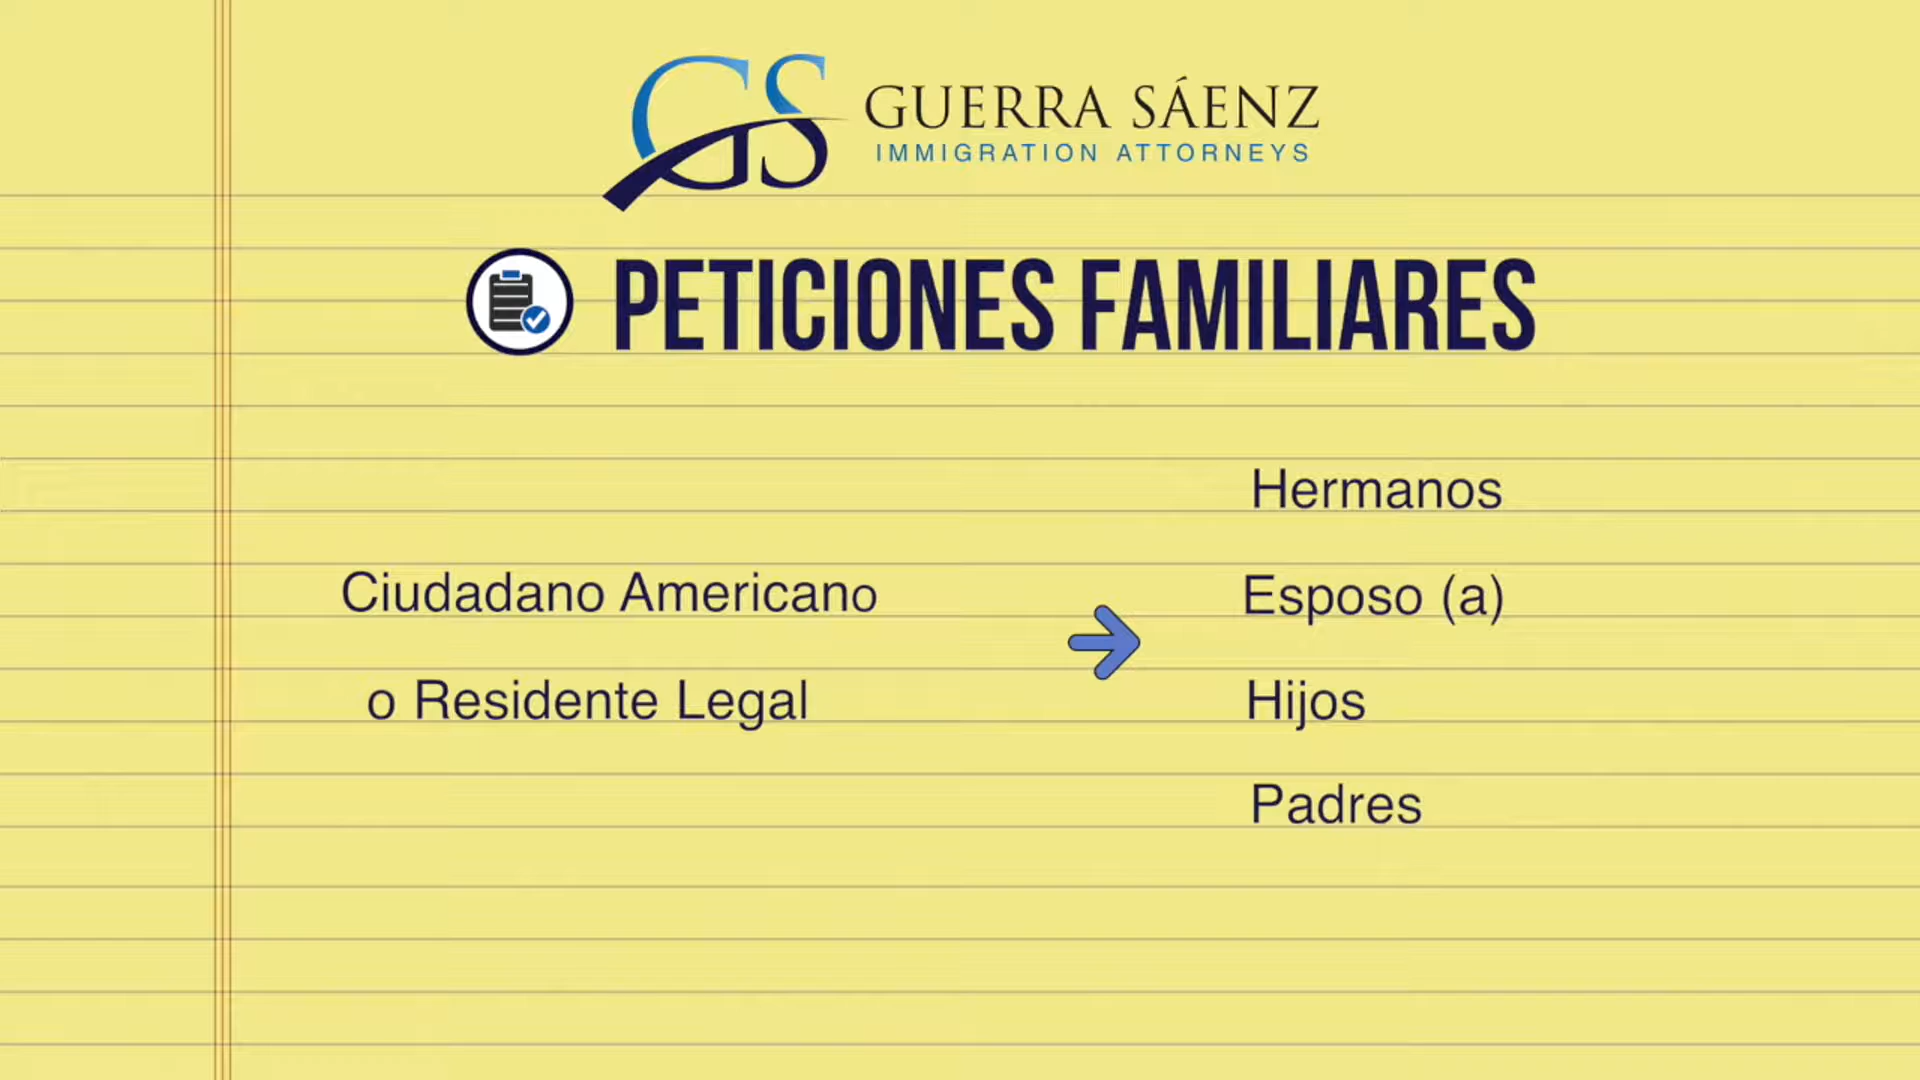 GS
GUERRA SÁENZ
IMMIGRATION ATTORNEYS
PETICIONES FAMILIARES
Ciudadano Americano
o Residente Legal
Hermanos
Esposo (a)
Hijos
Padres